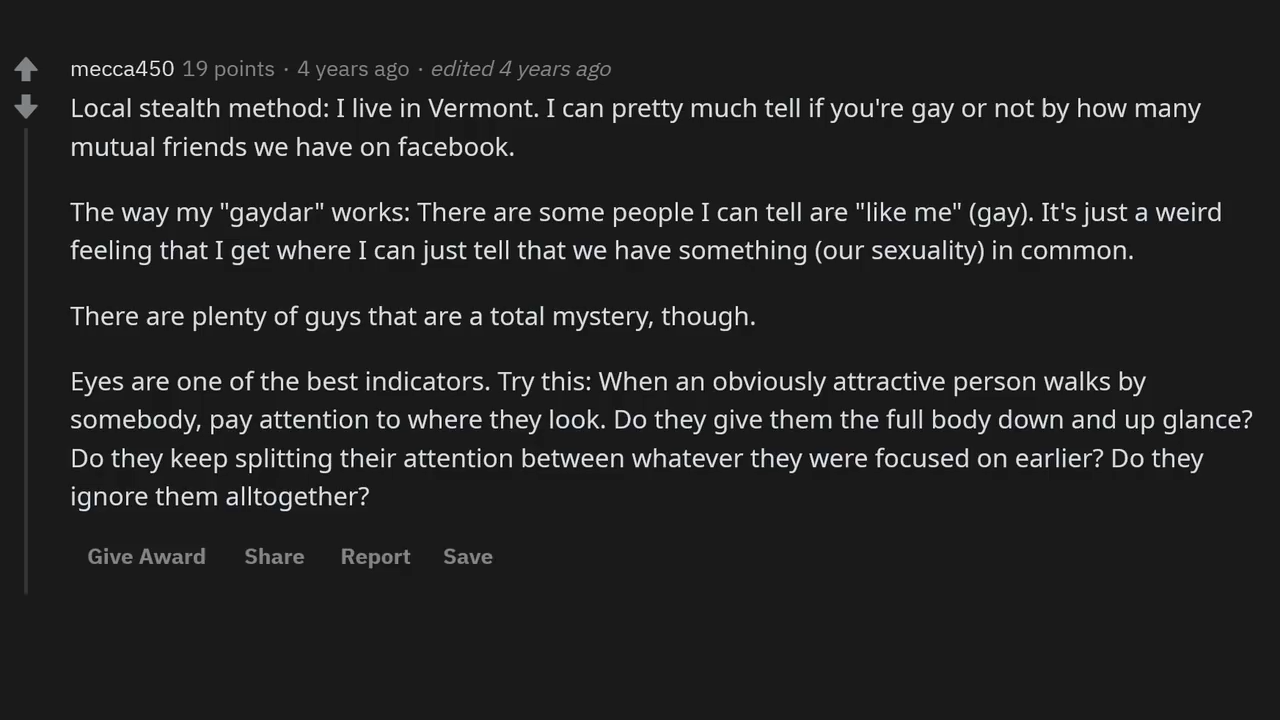 mecca450 19 points · 4 years ago · edited 4 years ago
Local stealth method: I live in Vermont. I can pretty much tell if you're gay or not by how many
mutual friends we have on facebook.
The way my "gaydar" works: There are some people I can tell are "like me" (gay). It's just a weird
feeling that I get where I can just tell that we have something (our sexuality) in common.
There are plenty of guys that are a total mystery, though.
Eyes are one of the best indicators. Try this: When an obviously attractive person walks by
somebody, pay attention to where they look. Do they give them the full body down and up glance?
Do they keep splitting their attention between whatever they were focused on earlier? Do they
ignore them alltogether?
Give Award Share Report Save